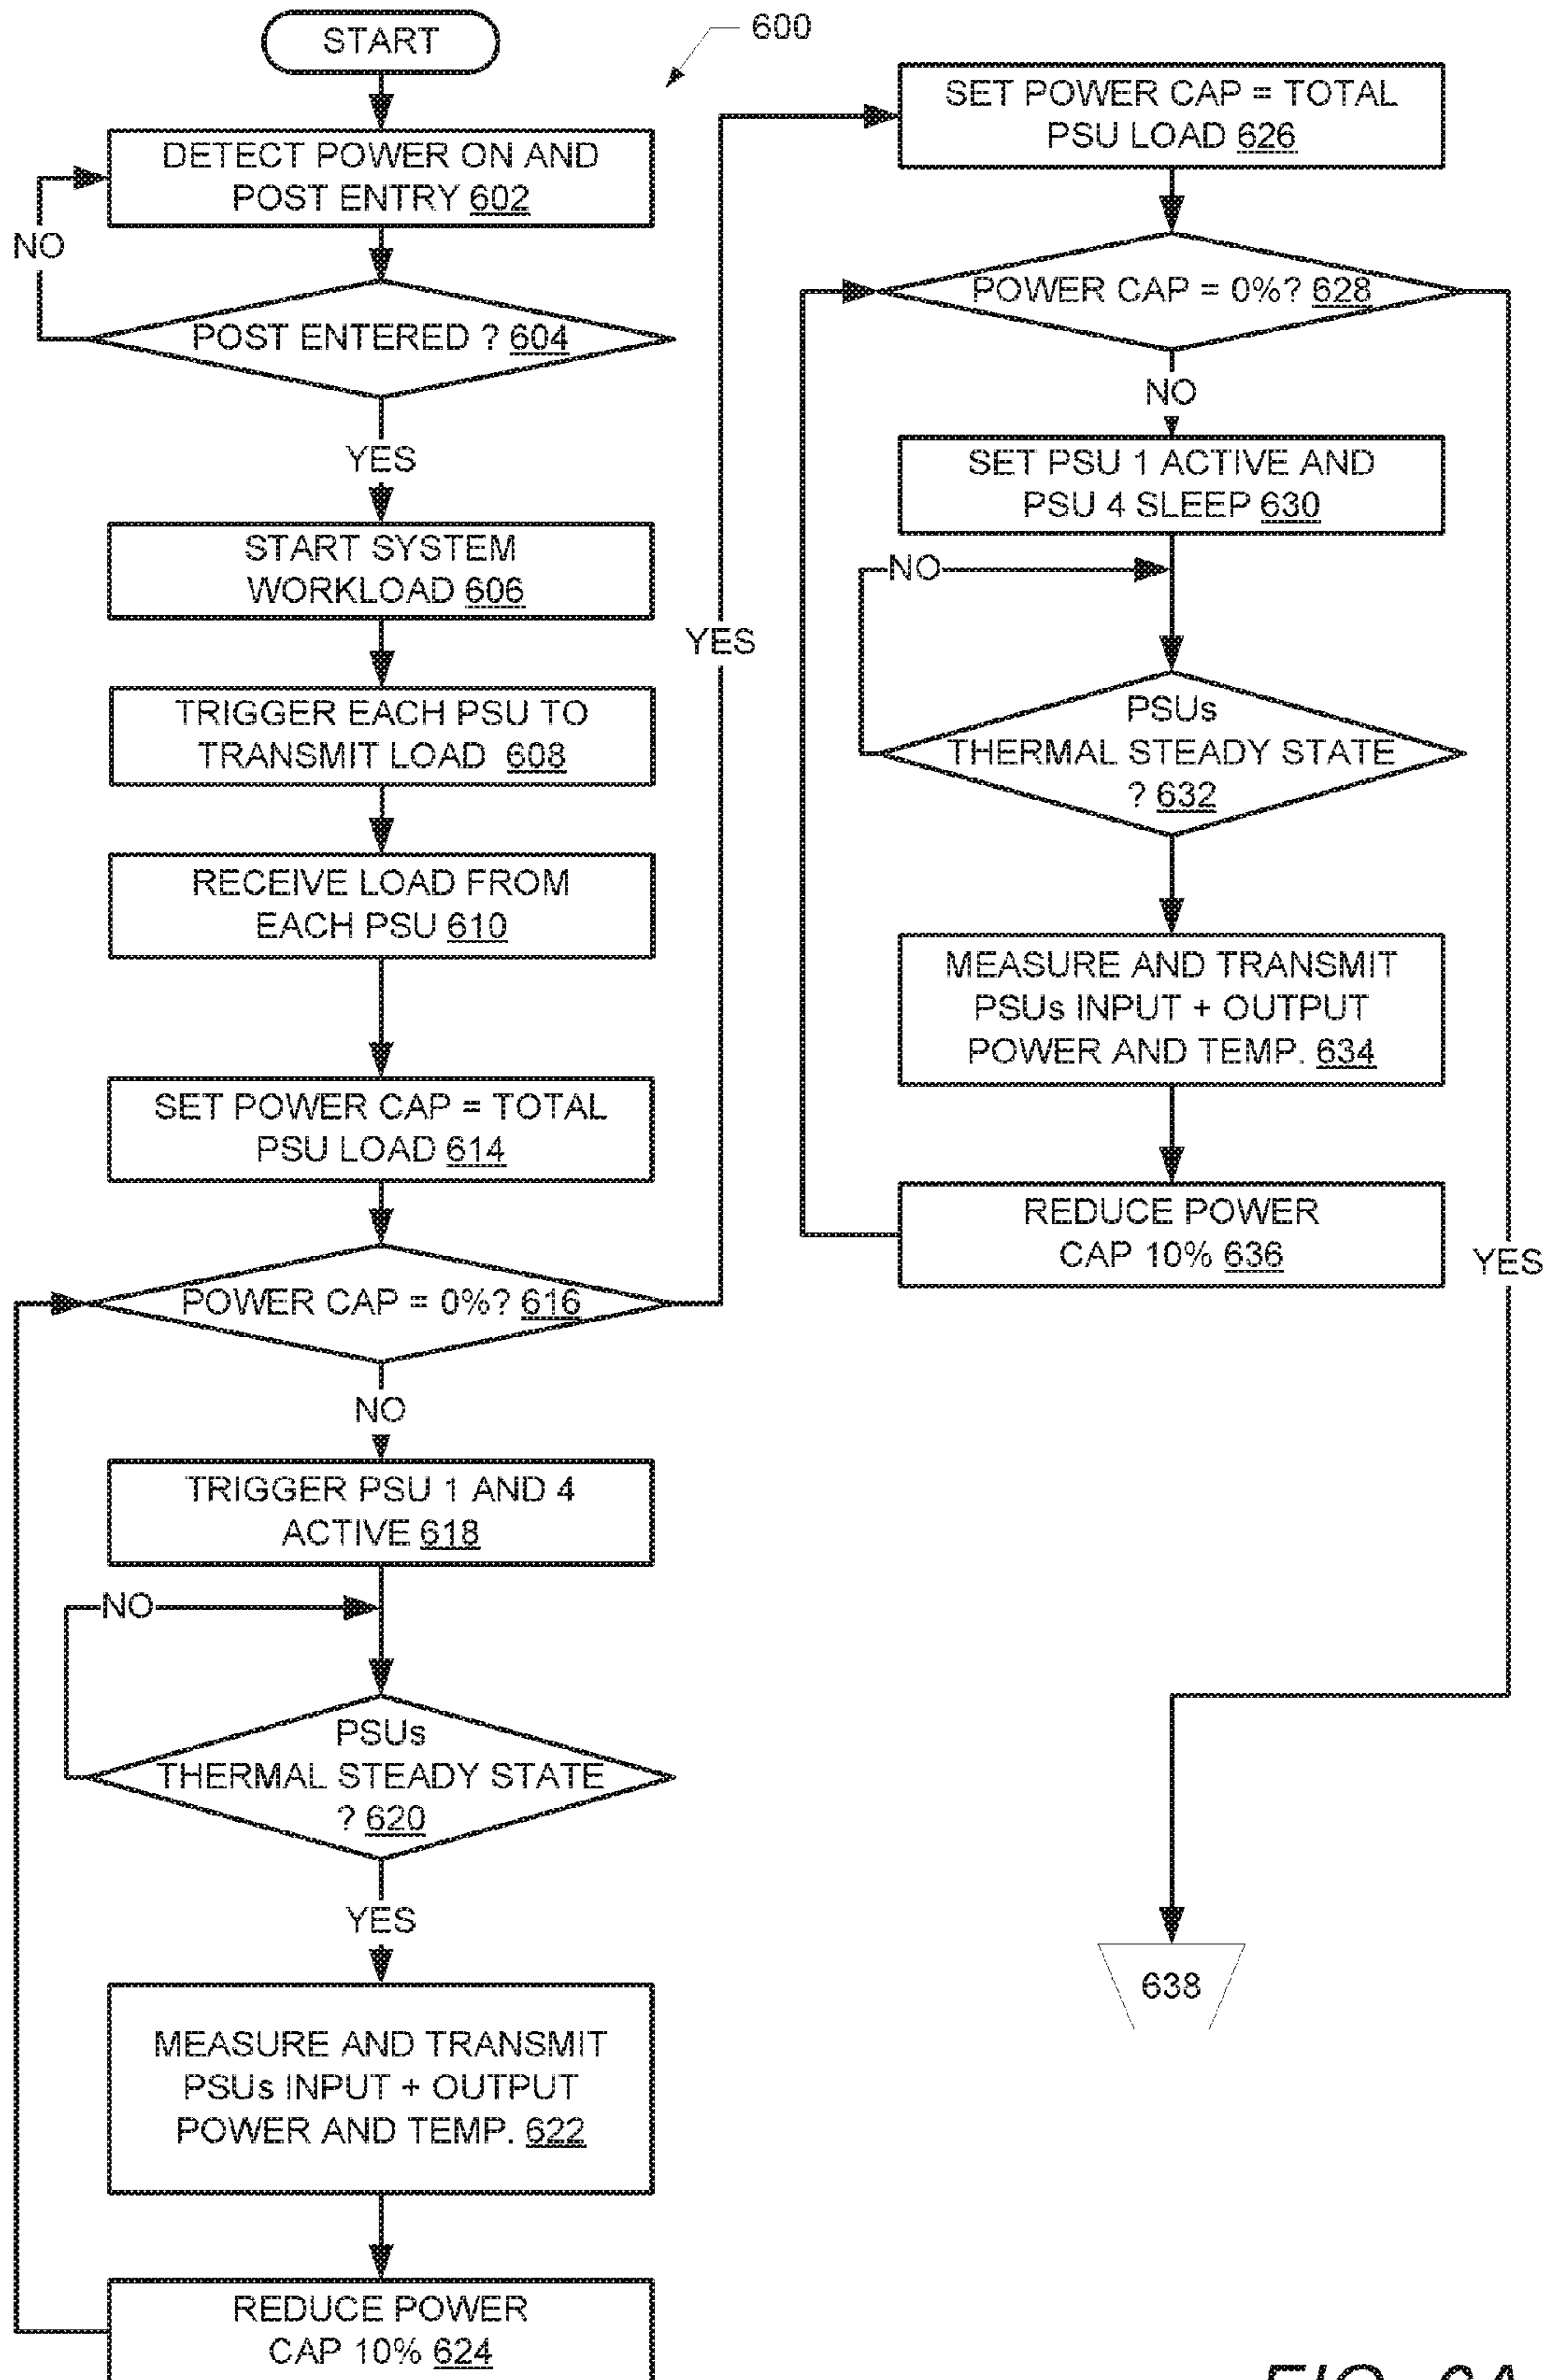 START
600
DETECT POWER ON AND
POST ENTRY 602
NO
POST ENTERED ? 604
YES
START SYSTEM
WORKLOAD 606
TRIGGER EACH PSU TO
TRANSMIT LOAD 608
RECEIVE LOAD FROM
EACH PSU 610
SET POWER CAP = TOTAL
PSU LOAD 614
POWER CAP = 0%? 616
YES
NO
TRIGGER PSU 1 AND 4
ACTIVE 618
NO
PSUs
THERMAL STEADY STATE
? 620
YES
MEASURE AND TRANSMIT
PSUs INPUT + OUTPUT
POWER AND TEMP. 622
REDUCE POWER
CAP 10% 624
SET POWER CAP = TOTAL
PSU LOAD 626
POWER CAP = 0%? 628
NO
SET PSU 1 ACTIVE AND
PSU 4 SLEEP 630
NO
PSUs
THERMAL STEADY STATE
? 632
MEASURE AND TRANSMIT
PSUs INPUT + OUTPUT
POWER AND TEMP. 634
REDUCE POWER
CAP 10% 636
YES
638
FIG. 6A